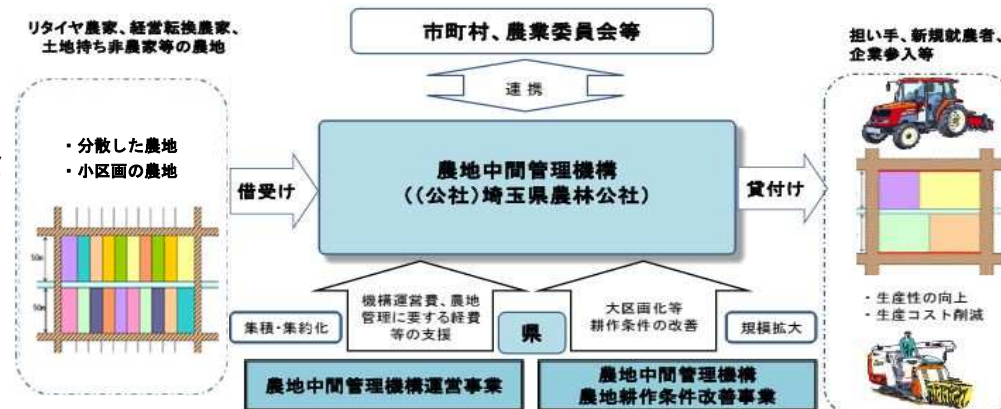 リタイヤ農家、経営転換農家、
土地持ち非農家等の農地
・分散した農地
・小区画の農地
50m
50m
借受け
市町村、農業委員会等
連携
農地中間管理機構
((公社)埼玉県農林公社)
貸付け
担い手、新規就農者、
企業参入等
・生産性の向上
・生産コスト削減
集積・集約化
機構運営費、農地
管理に要する経費
等の支援
県
大区画化等
耕作条件の改善
規模拡大
農地中間管理機構運営事業
農地中間管理機構
農地耕作条件改善事業